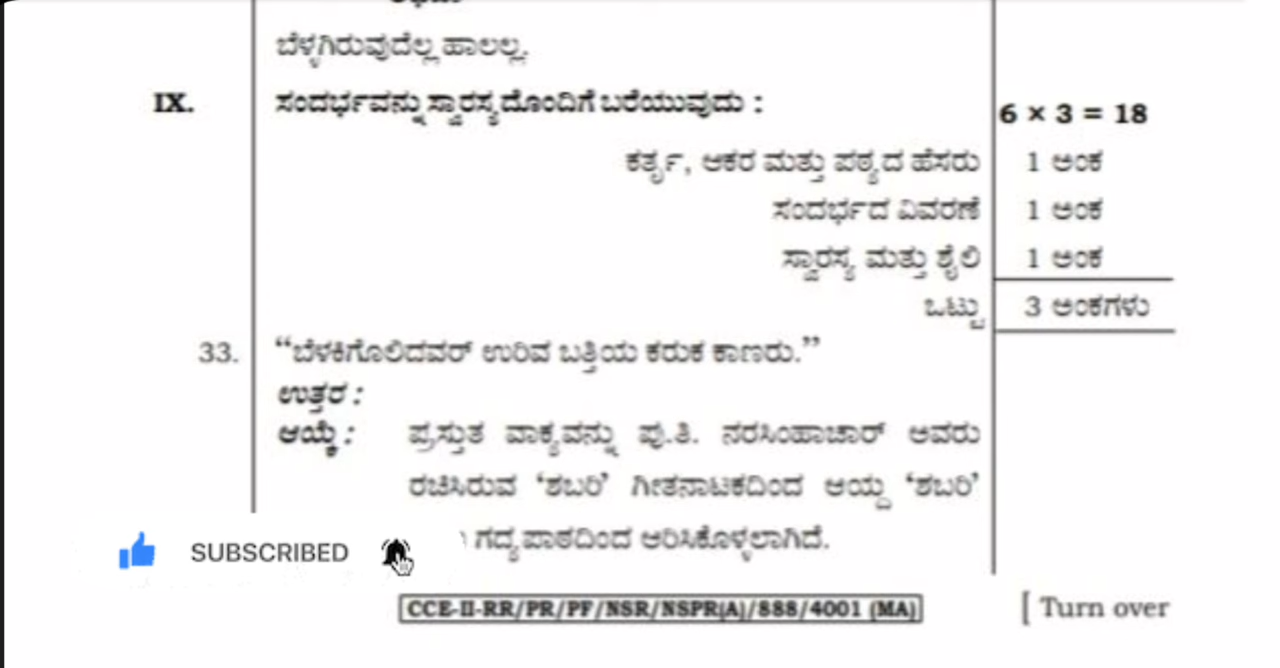 ಬೆಳ್ಳಗಿರುವುದೆಲ್ಲ ಹಾಲಲ್ಲ.
IX. ಸಂದರ್ಭವನ್ನು ಸ್ವಾರಸ್ಯದೊಂದಿಗೆ ಬರೆಯುವುದು : 6 × 3 = 18
ಕರ್ತೃ, ಆಕರ ಮತ್ತು ಪಠ್ಯದ ಹೆಸರು 1 ಅಂಕ
ಸಂದರ್ಭದ ವಿವರಣೆ 1 ಅಂಕ
ಸ್ವಾರಸ್ಯ ಮತ್ತು ಶೈಲಿ 1 ಅಂಕ
ಒಟ್ಟು 3 ಅಂಕಗಳು
33. “ಬೆಳಕಿಗೊಲಿದವರ್ ಉರಿವ ಬತ್ತಿಯ ಕರುಕ ಕಾಣರು.”
ಉತ್ತರ :
ಆಯ್ಕೆ : ಪ್ರಸ್ತುತ ವಾಕ್ಯವನ್ನು ಪು.ತಿ. ನರಸಿಂಹಾಚಾರ್ ಅವರು
ರಚಿಸಿರುವ ‘ಶಬರಿ’ ಗೀತನಾಟಕದಿಂದ ಆಯ್ದ ‘ಶಬರಿ’
ಗದ್ಯಪಾಠದಿಂದ ಆರಿಸಿಕೊಳ್ಳಲಾಗಿದೆ.
SUBSCRIBED
CCE-II-RR/PR/PF/NSR/NSPR(A)/888/4001 (MA) [ Turn over